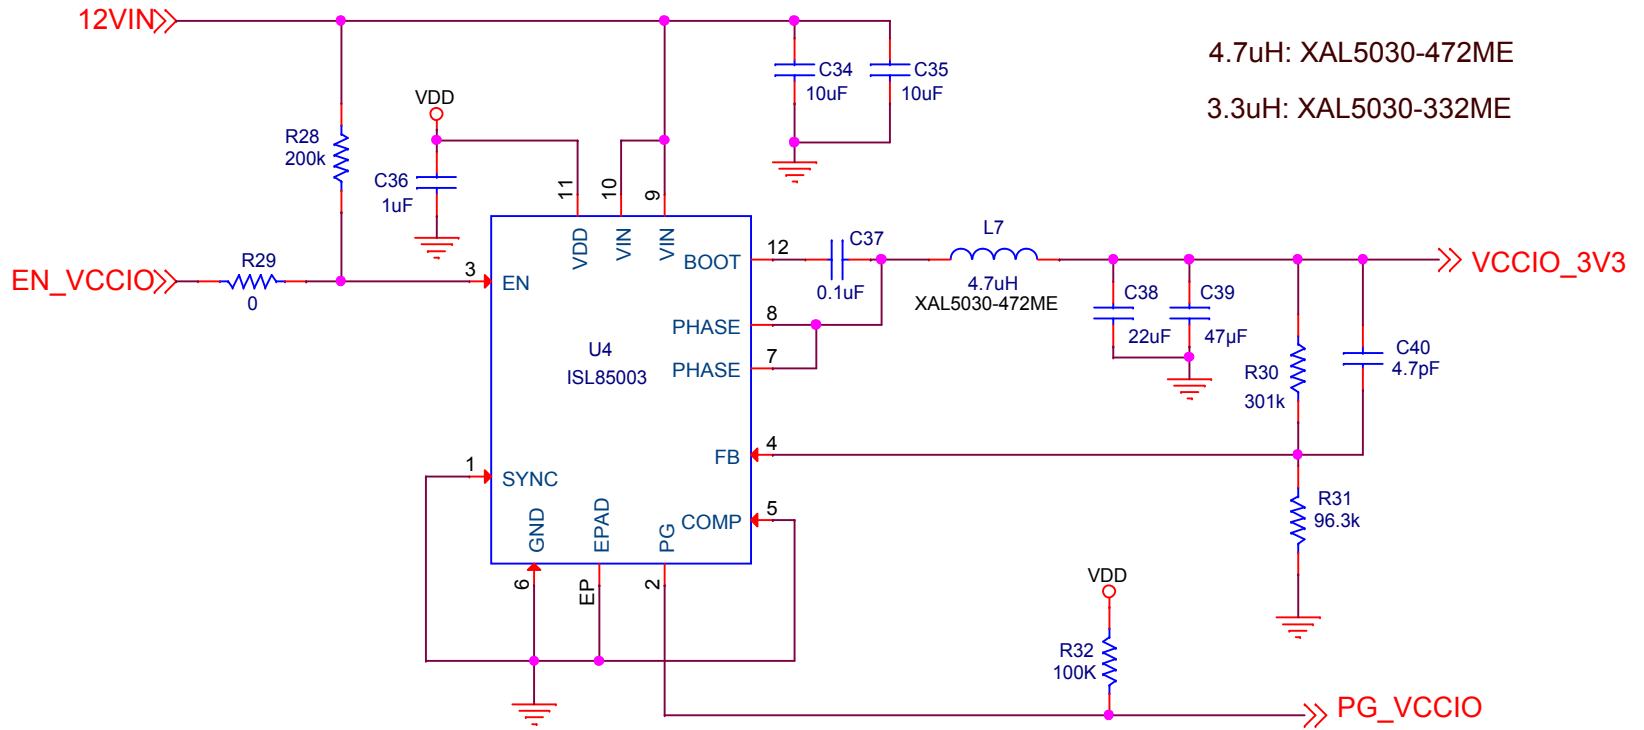 12VIN
4.7uH: XAL5030-472ME
3.3uH: XAL5030-332ME
C34
10uF
C35
10uF
VDD
R28
200k
C36
1uF
11
10
9
VDD
VIN
VIN
EN_VCCIO
R29
0
3
EN
BOOT
12
C37
0.1uF
L7
4.7uH
XAL5030-472ME
VCCIO_3V3
PHASE
8
PHASE
7
U4
ISL85003
C38
22uF
C39
47µF
R30
301k
C40
4.7pF
FB
4
1
SYNC
COMP
5
R31
96.3k
GND
EPAD
PG
6
EP
2
VDD
R32
100K
PG_VCCIO